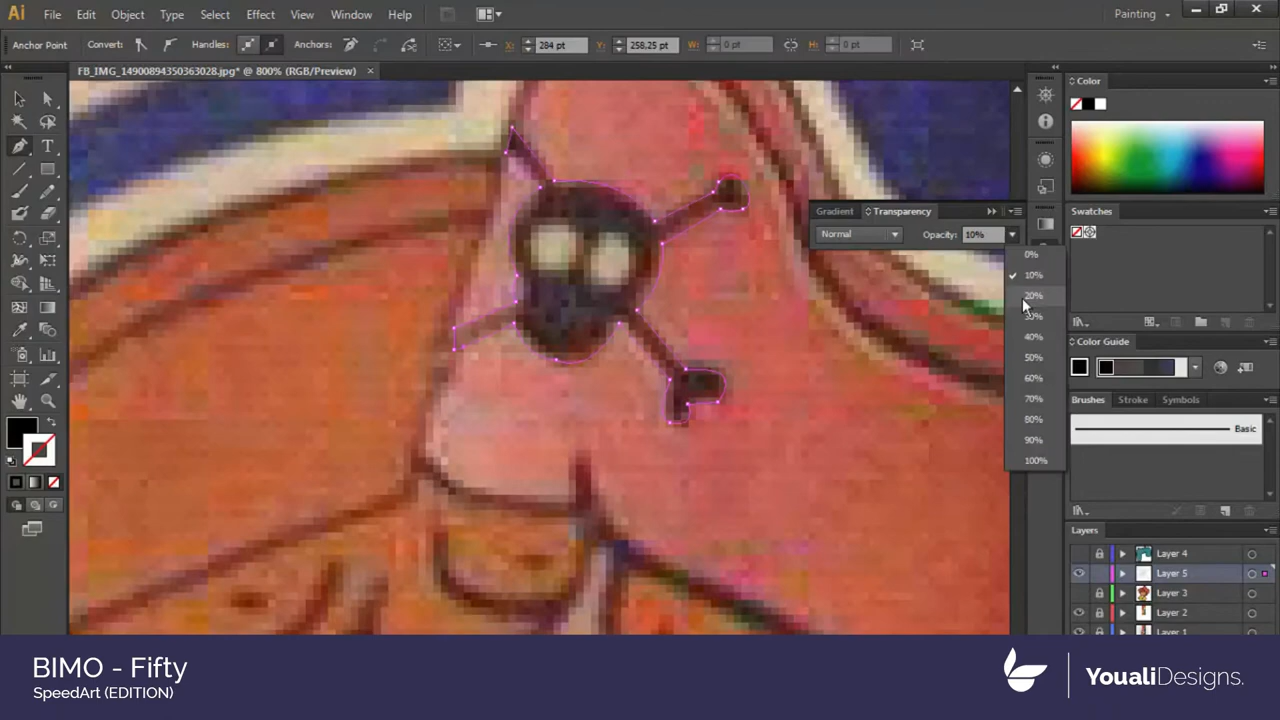 Ai File Edit Object Type Select Effect View Window Help Painting
Anchor Point Convert: Handles: Anchors: X: 284 pt Y: 258,25 pt W: 0 pt H: 0 pt
FB_IMG_14900894350363028.jpg* @ 800% (RGB/Preview)
Color
Gradient Transparency
Normal Opacity: 10%
0%
10%
20%
30%
40%
50%
60%
70%
80%
90%
100%
Swatches
Color Guide
Brushes Stroke Symbols
Basic
Layers
Layer 4
Layer 5
Layer 3
Layer 2
Layer 1
BIMO - Fifty
SpeedArt (EDITION)
YoualiDesigns.